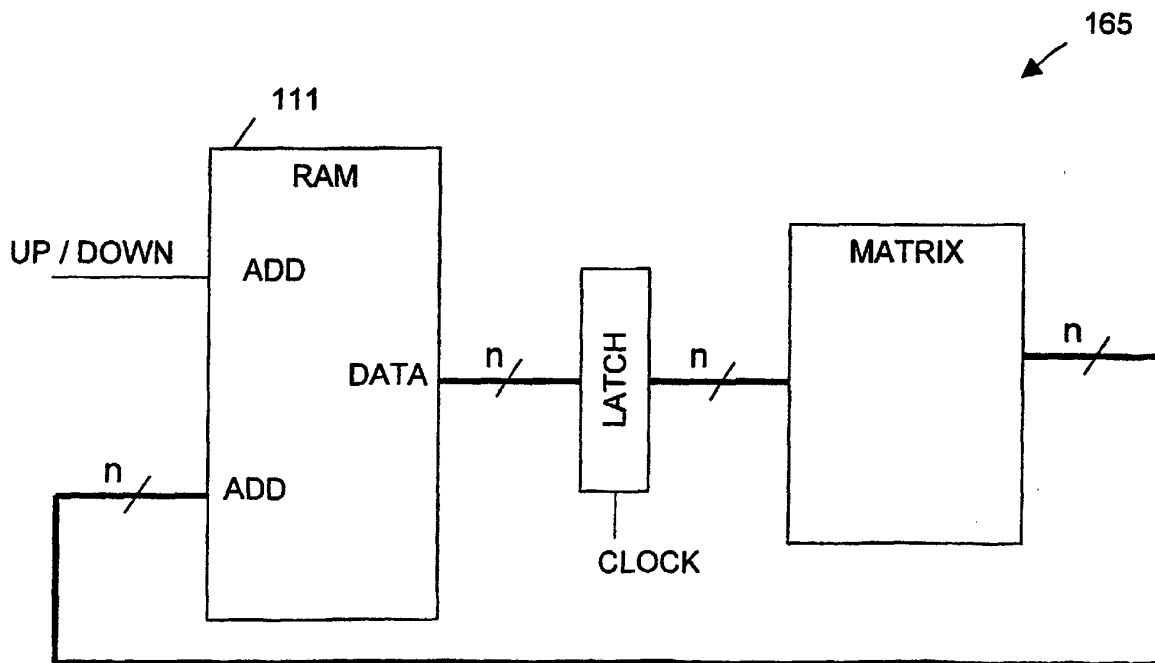 165
111
RAM
UP / DOWN
ADD
MATRIX
DATA
n
LATCH
n
n
n
ADD
CLOCK